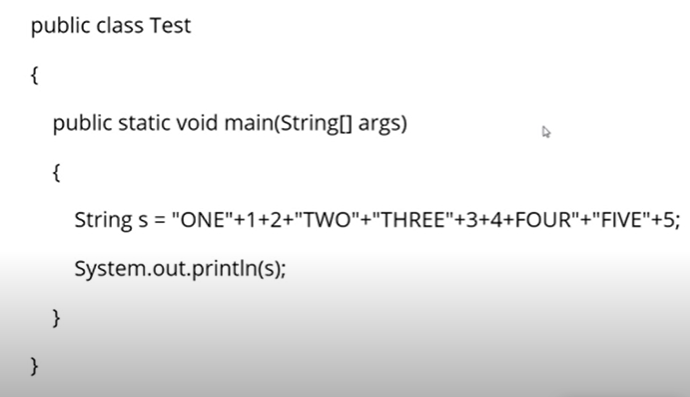 public class Test
{
public static void main(String[] args)
{
String s = "ONE"+1+2+"TWO"+"THREE"+3+4+FOUR"+"FIVE"+5;
System.out.println(s);
}
}